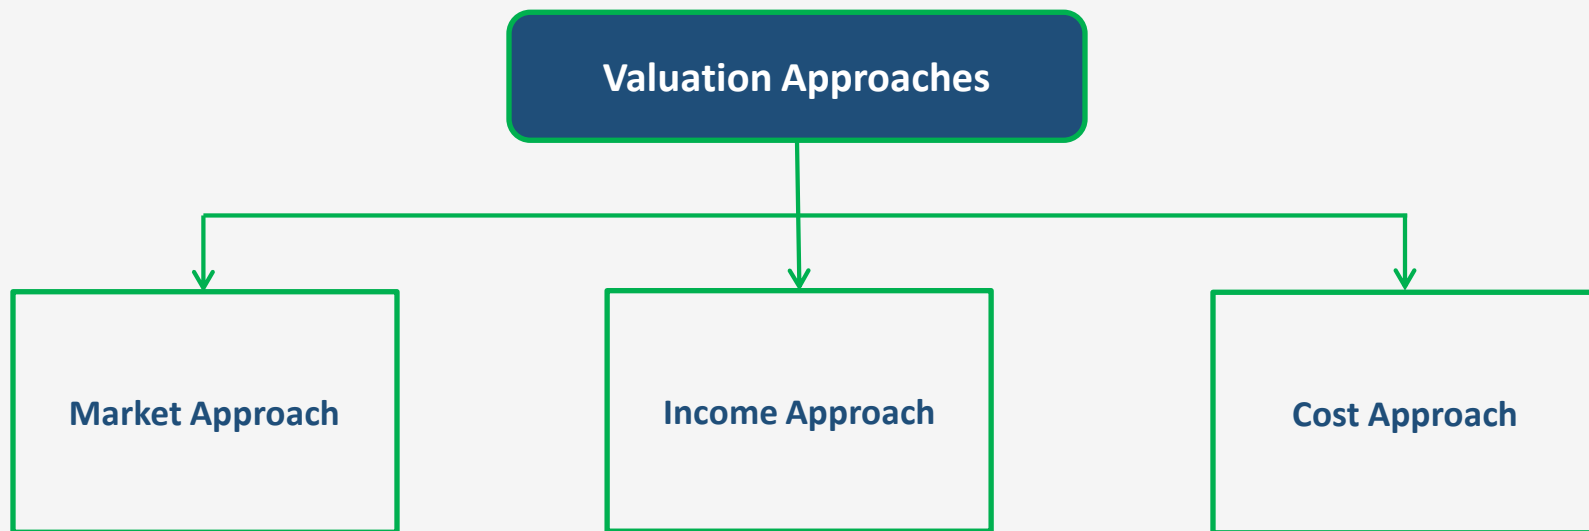 Valuation Approaches
Market Approach
Income Approach
Cost Approach